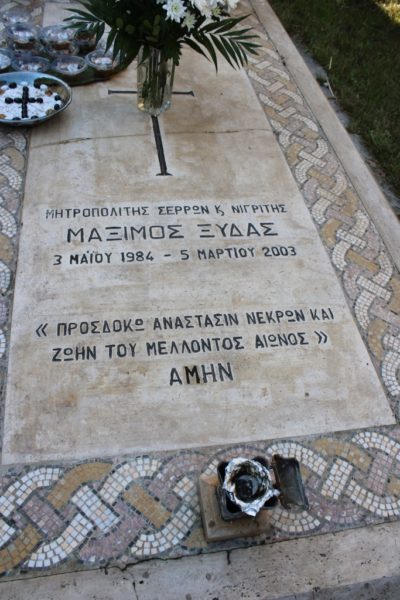 ΜΗΤΡΟΠΟΛΙΤΗΣ ΣΕΡΡΩΝ Κ̧ ΝΙΓΡΙΤΗΣ
ΜΑΞΙΜΟΣ ΞΥΔΑΣ
3 ΜΑΪΟΥ 1984 - 5 ΜΑΡΤΙΟΥ 2003
« ΠΡΟΣΔΟΚΩ ΑΝΑΣΤΑΣΙΝ ΝΕΚΡΩΝ ΚΑΙ
ΖΩΗΝ ΤΟΥ ΜΕΛΛΟΝΤΟΣ ΑΙΩΝΟΣ »
ΑΜΗΝ